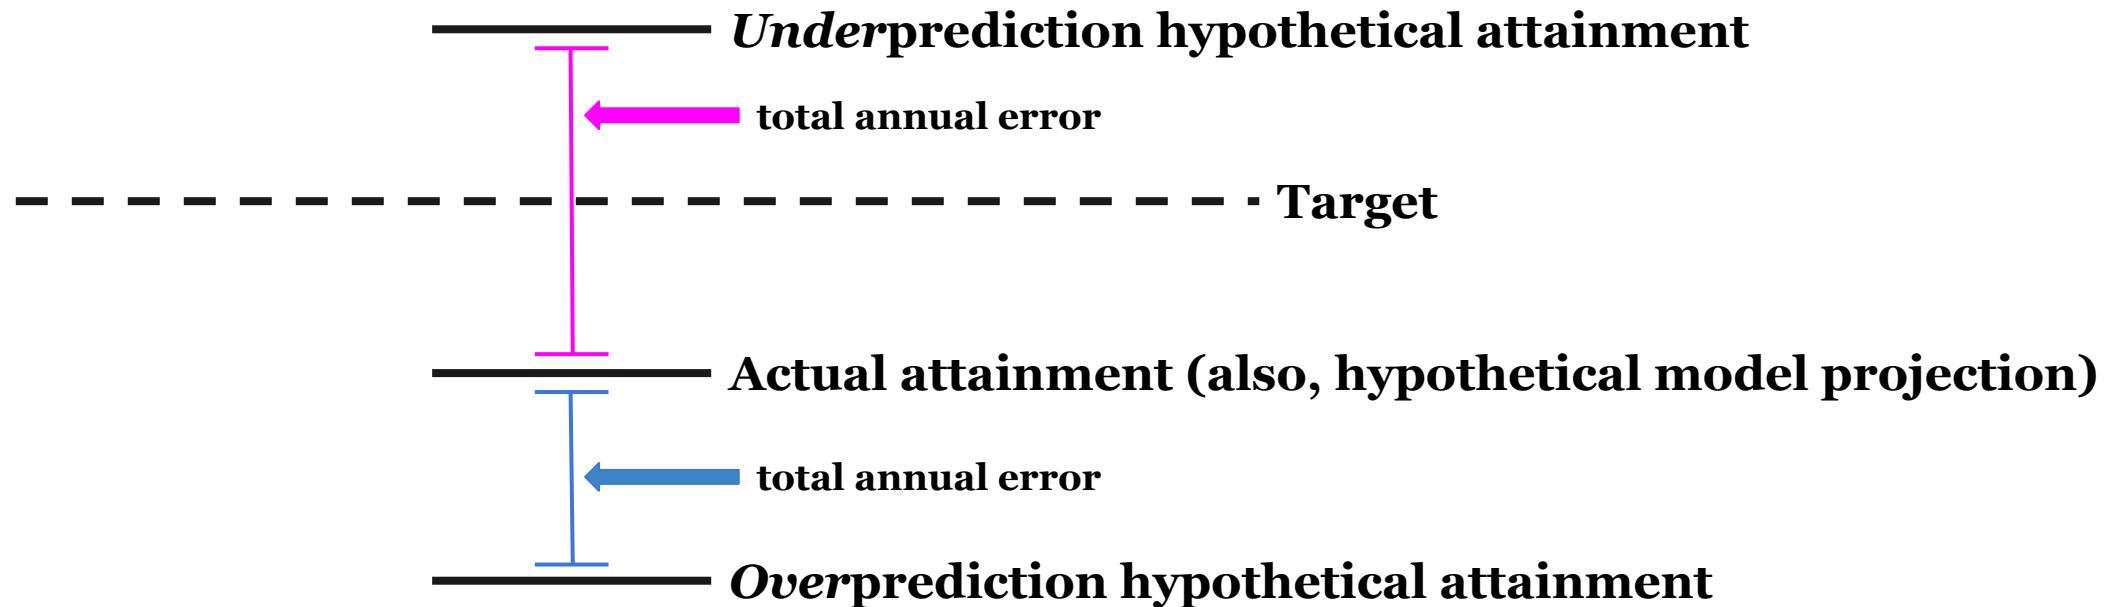 Underprediction hypothetical attainment
total annual error
Target
Actual attainment (also, hypothetical model projection)
total annual error
Overprediction hypothetical attainment